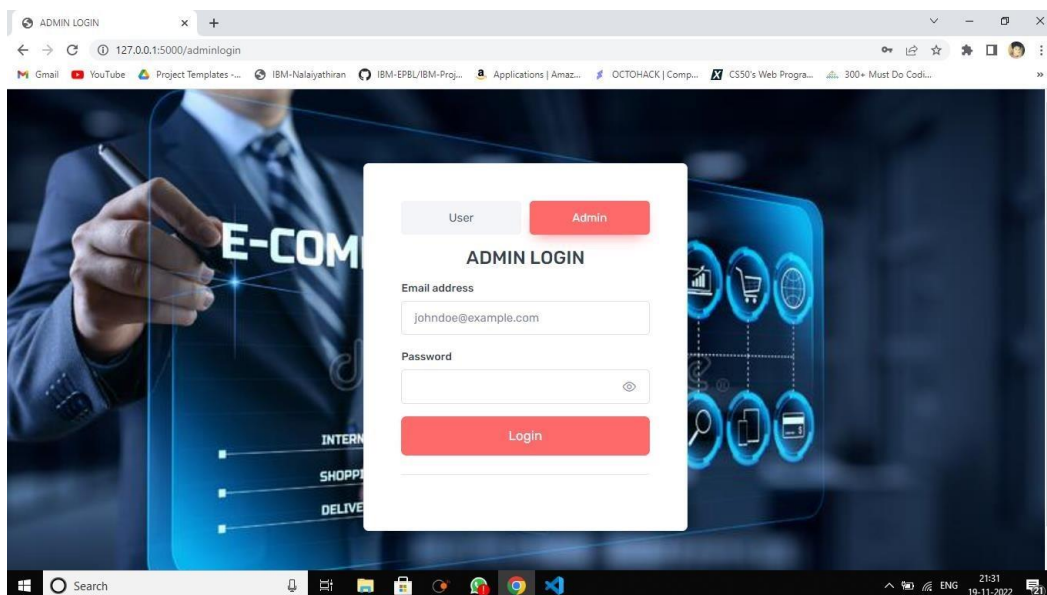 ADMIN LOGIN
127.0.0.1:5000/adminlogin
Gmail YouTube Project Templates -... IBM-Nalaiyathiran IBM-EPBL/IBM-Proj... Applications | Amaz... OCTOHACK | Comp... CS50's Web Progra... 300+ Must Do Codi...
User Admin
E-COM
ADMIN LOGIN
Email address
johndoe@example.com
Password
Login
INTERN
SHOPPI
DELIVE
Search
ENG
21:31
19-11-2022
21